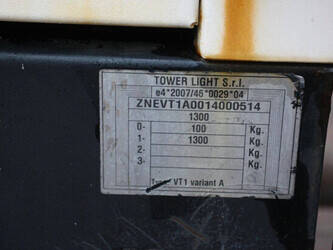 TOWER LIGHT S.r.l.
e4*2007/46*0029*04
ZNEVT1A0014000514
1300
0- 100 Kg.
1- 1300 Kg.
2- Kg.
3- Kg.
Type: VT1 variant A